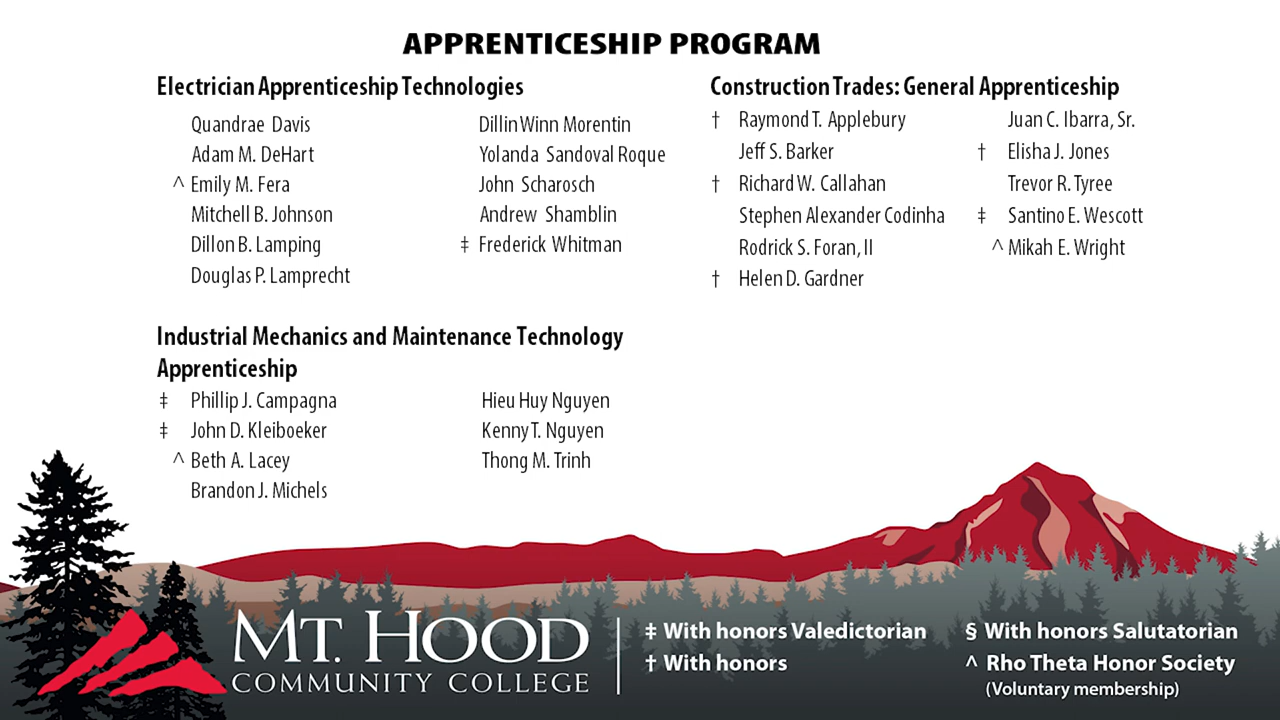 APPRENTICESHIP PROGRAM
Electrician Apprenticeship Technologies
Quandrae Davis
Adam M. DeHart
^ Emily M. Fera
Mitchell B. Johnson
Dillon B. Lamping
Douglas P. Lamprecht
Dillin Winn Morentin
Yolanda Sandoval Roque
John Scharosch
Andrew Shamblin
‡ Frederick Whitman
Construction Trades: General Apprenticeship
† Raymond T. Applebury
Jeff S. Barker
† Richard W. Callahan
Stephen Alexander Codinha
Rodrick S. Foran, II
† Helen D. Gardner
Juan C. Ibarra, Sr.
† Elisha J. Jones
Trevor R. Tyree
‡ Santino E. Wescott
^ Mikah E. Wright
Industrial Mechanics and Maintenance Technology
Apprenticeship
‡ Phillip J. Campagna
‡ John D. Kleiboeker
^ Beth A. Lacey
Brandon J. Michels
Hieu Huy Nguyen
Kenny T. Nguyen
Thong M. Trinh
MT. HOOD
COMMUNITY COLLEGE
‡ With honors Valedictorian
† With honors
§ With honors Salutatorian
^ Rho Theta Honor Society
(Voluntary membership)